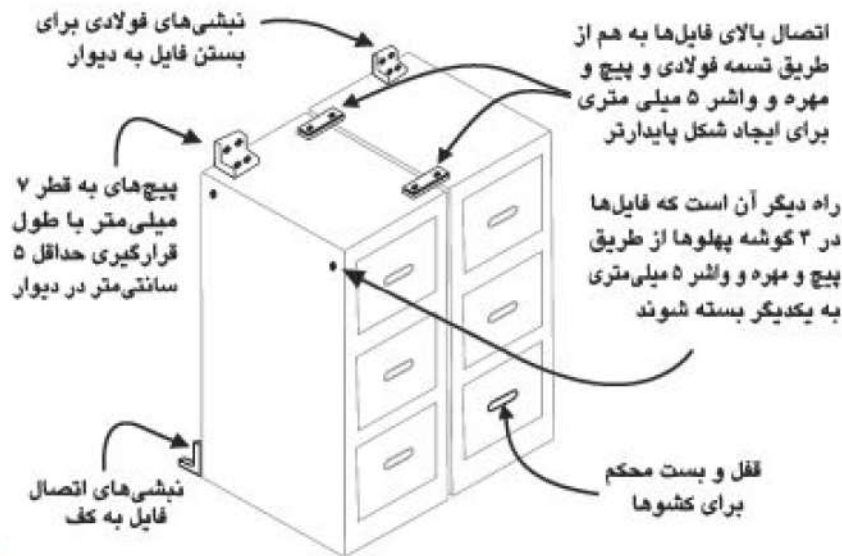 نبشی‌های فولادی برای
بستن فایل به دیوار
اتصال بالای فایل‌ها به هم از
طریق تسمه فولادی و پیچ و
مهره و واشر ۵ میلی متری
برای ایجاد شکل پایدارتر
پیچ‌های به قطر ۷
میلی‌متر با طول
قرارگیری حداقل ۵
سانتی‌متر در دیوار
راه دیگر آن است که فایل‌ها
در ۴ گوشه پهلوها از طریق
پیچ و مهره و واشر ۵ میلی‌متری
به یکدیگر بسته شوند
نبشی‌های اتصال
فایل به کف
قفل و بست محکم
برای کشوها